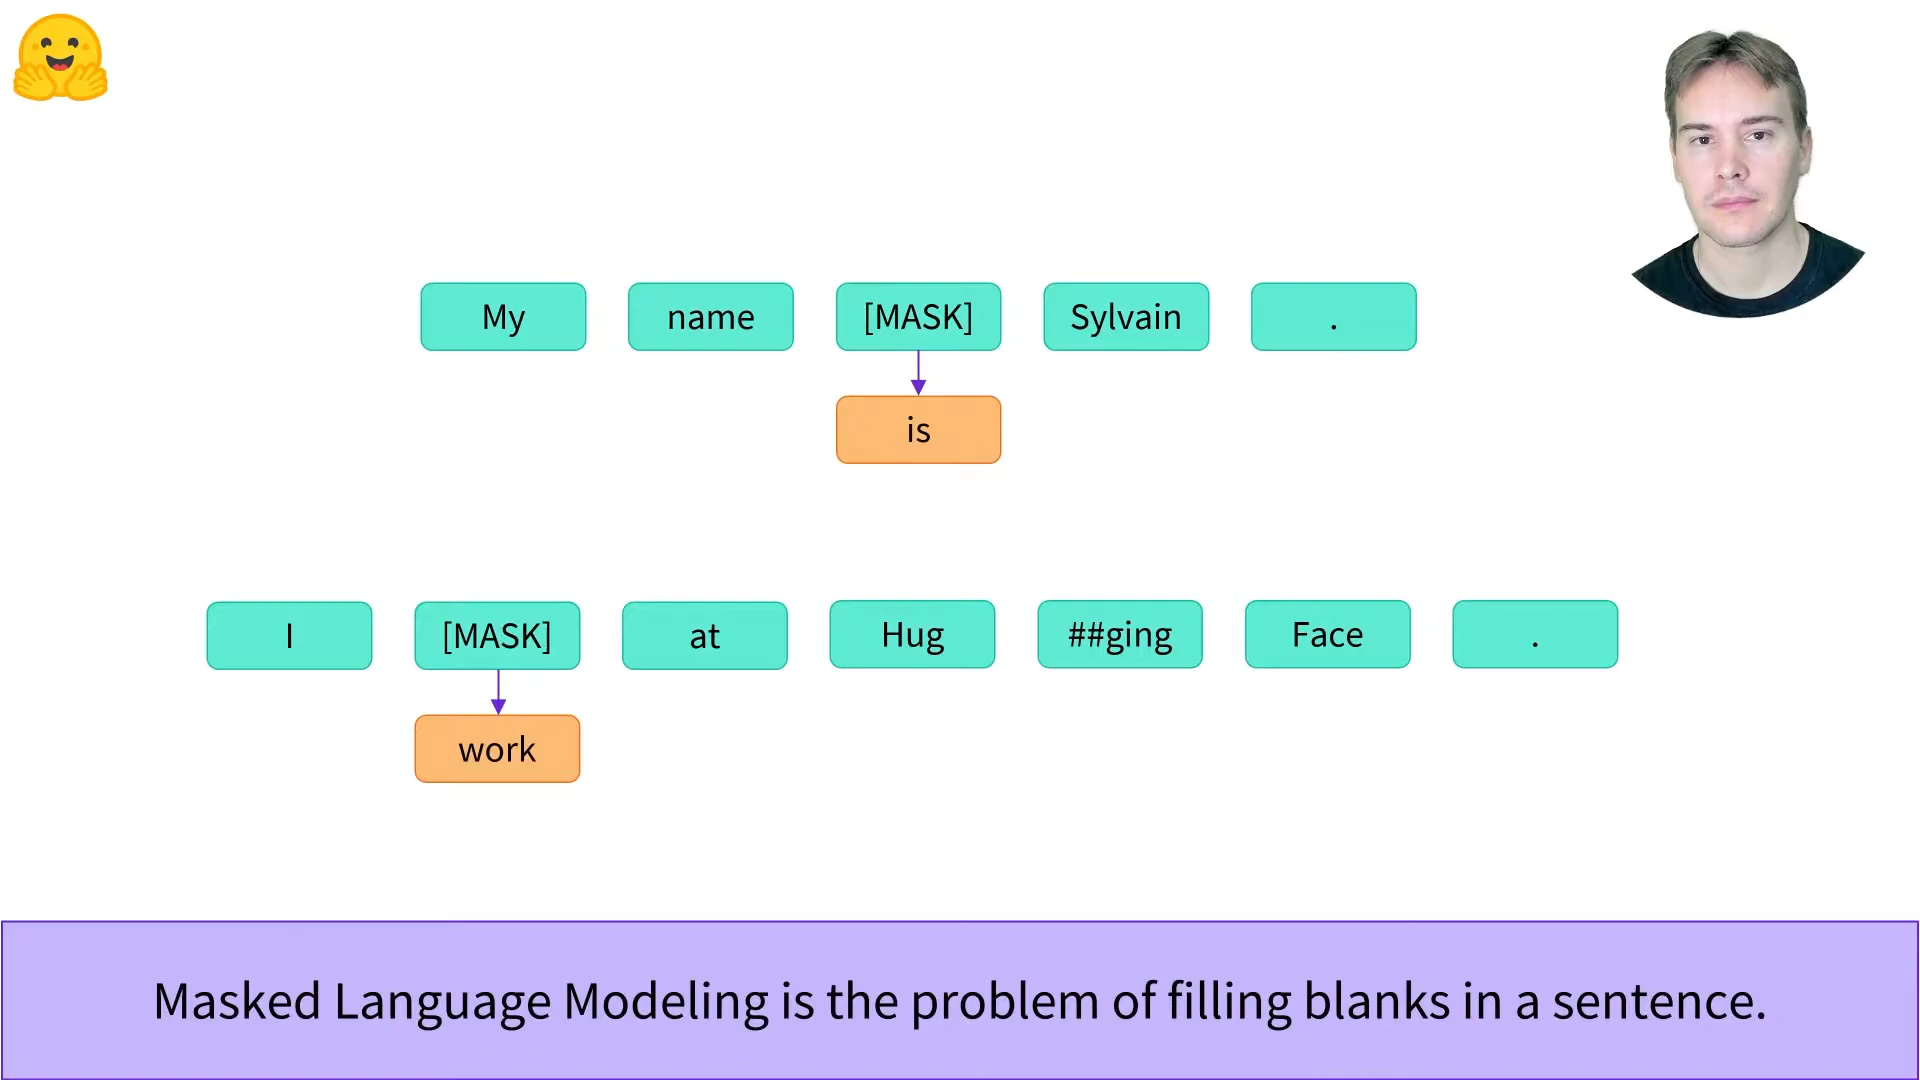 My name [MASK] Sylvain .
is
I [MASK] at Hug ##ging Face .
work
Masked Language Modeling is the problem of filling blanks in a sentence.